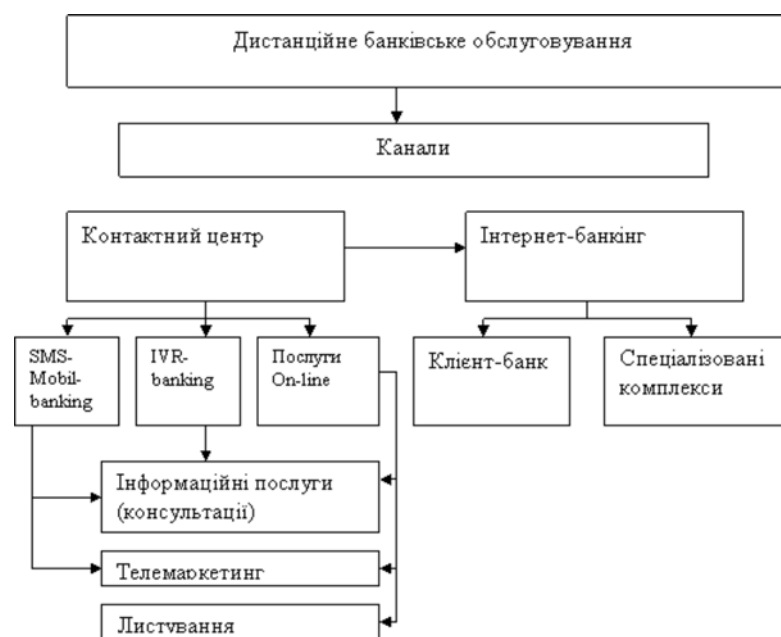 Дистанційне банківське обслуговування
Канали
Контактний центр
Інтернет-банкінг
SMS-
Mobil-
banking
IVR-
banking
Послуги
On-line
Клієнт-банк
Спеціалізовані
комплекси
Інформаційні послуги
(консультації)
Телемаркетинг
Листування